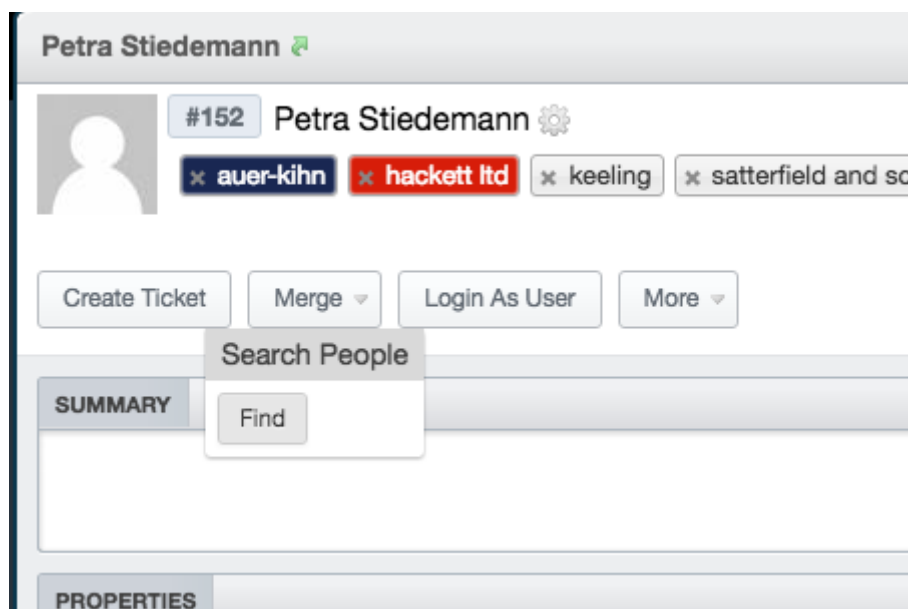 Petra Stiedemann
#152 Petra Stiedemann
× auer-kihn × hackett ltd × keeling × satterfield and
Create Ticket Merge Login As User More
Search People
SUMMARY
Find
PROPERTIES